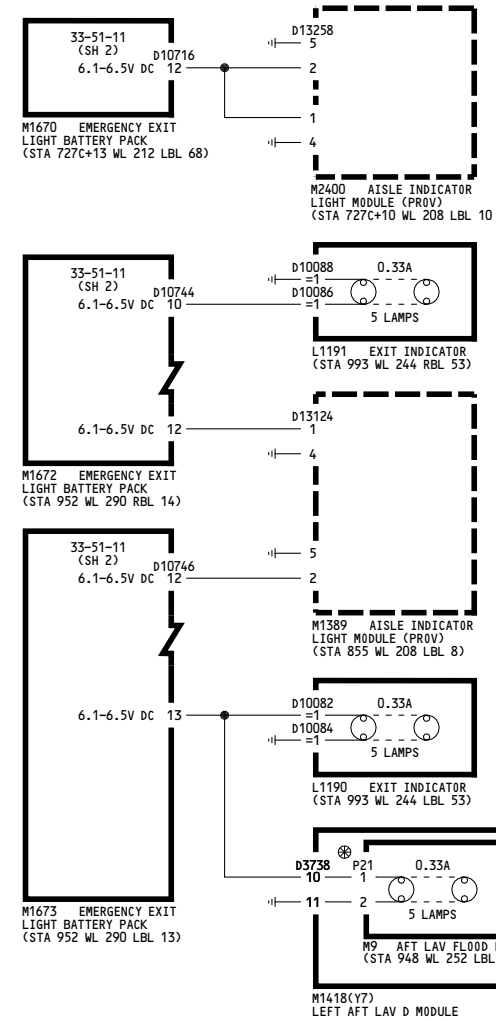 33-51-11
(SH 2)
D10716
6.1-6.5V DC 12
M1670 EMERGENCY EXIT
LIGHT BATTERY PACK
(STA 727C+13 WL 212 LBL 68)
D13258
5
2
1
4
M2400 AISLE INDICATOR
LIGHT MODULE (PROV)
(STA 727C+10 WL 208 LBL 10
33-51-11
(SH 2)
D10744
6.1-6.5V DC 10
6.1-6.5V DC 12
M1672 EMERGENCY EXIT
LIGHT BATTERY PACK
(STA 952 WL 290 RBL 14)
D10088
=1
D10086
=1
0.33A
5 LAMPS
L1191 EXIT INDICATOR
(STA 993 WL 244 RBL 53)
D13124
1
4
5
2
M1389 AISLE INDICATOR
LIGHT MODULE (PROV)
(STA 855 WL 208 LBL 8)
33-51-11
(SH 2)
D10746
6.1-6.5V DC 12
6.1-6.5V DC 13
M1673 EMERGENCY EXIT
LIGHT BATTERY PACK
(STA 952 WL 290 LBL 13)
D10082
=1
D10084
=1
0.33A
5 LAMPS
L1190 EXIT INDICATOR
(STA 993 WL 244 LBL 53)
D3738 P21
10 1
11 2
0.33A
5 LAMPS
M9 AFT LAV FLOOD
(STA 948 WL 252 LBL
M1418(Y7)
LEFT AFT LAV D MODULE